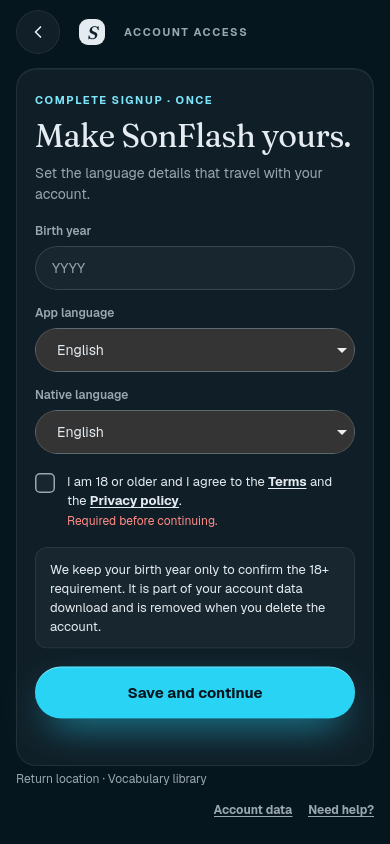 S
ACCOUNT ACCESS
COMPLETE SIGNUP · ONCE
Make SonFlash yours.
Set the language details that travel with your
account.
Birth year
YYYY
App language
English
Native language
English
I am 18 or older and I agree to the Terms and
the Privacy policy.
Required before continuing.
We keep your birth year only to confirm the 18+
requirement. It is part of your account data
download and is removed when you delete the
account.
Save and continue
Return location · Vocabulary library
Account data Need help?